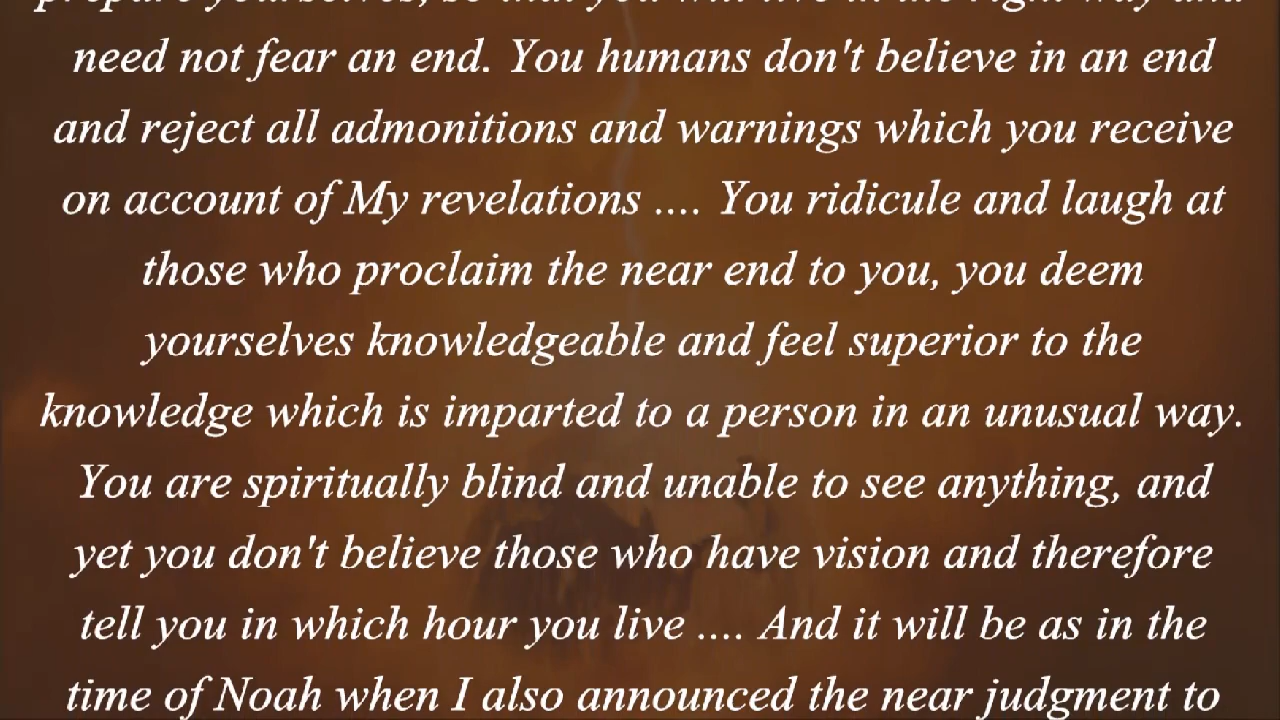 prepare yourselves, so that you will live in the right way and
need not fear an end. You humans don't believe in an end
and reject all admonitions and warnings which you receive
on account of My revelations .... You ridicule and laugh at
those who proclaim the near end to you, you deem
yourselves knowledgeable and feel superior to the
knowledge which is imparted to a person in an unusual way.
You are spiritually blind and unable to see anything, and
yet you don't believe those who have vision and therefore
tell you in which hour you live .... And it will be as in the
time of Noah when I also announced the near judgment to